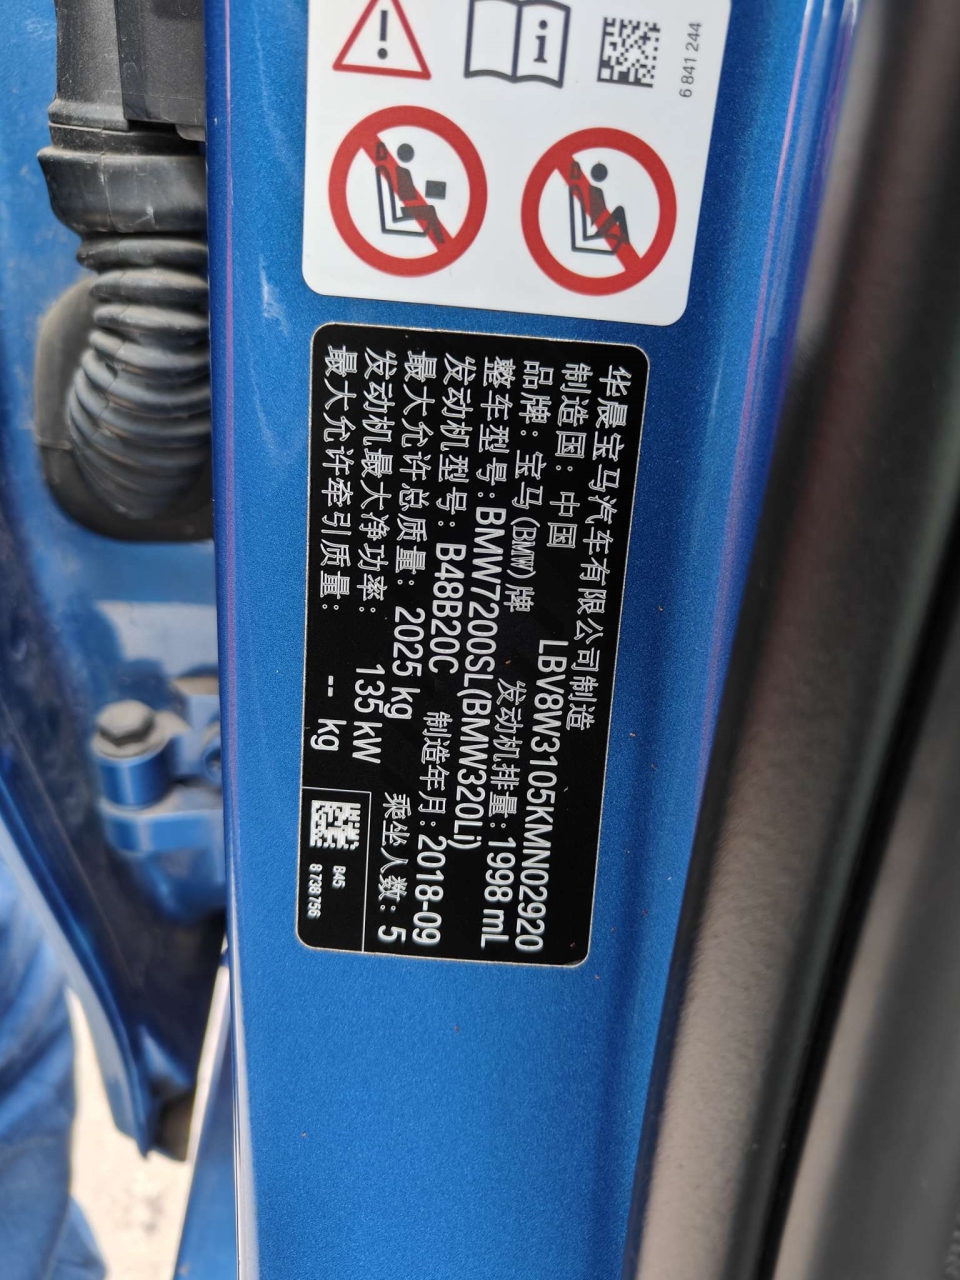 6 841 244
华晨宝马汽车有限公司制造
制造国：中国 LBV8W3105KMN02920
品牌：宝马(BMW)牌 发动机排量：1998 mL
整车型号：BMW7200SL(BMW320Li)
发动机型号：B48B20C 制造年月：2018-09
最大允许总质量：2025 kg 乘坐人数：5
发动机最大净功率：135 kW
最大允许牵引质量：-- kg
B45
8 738 756